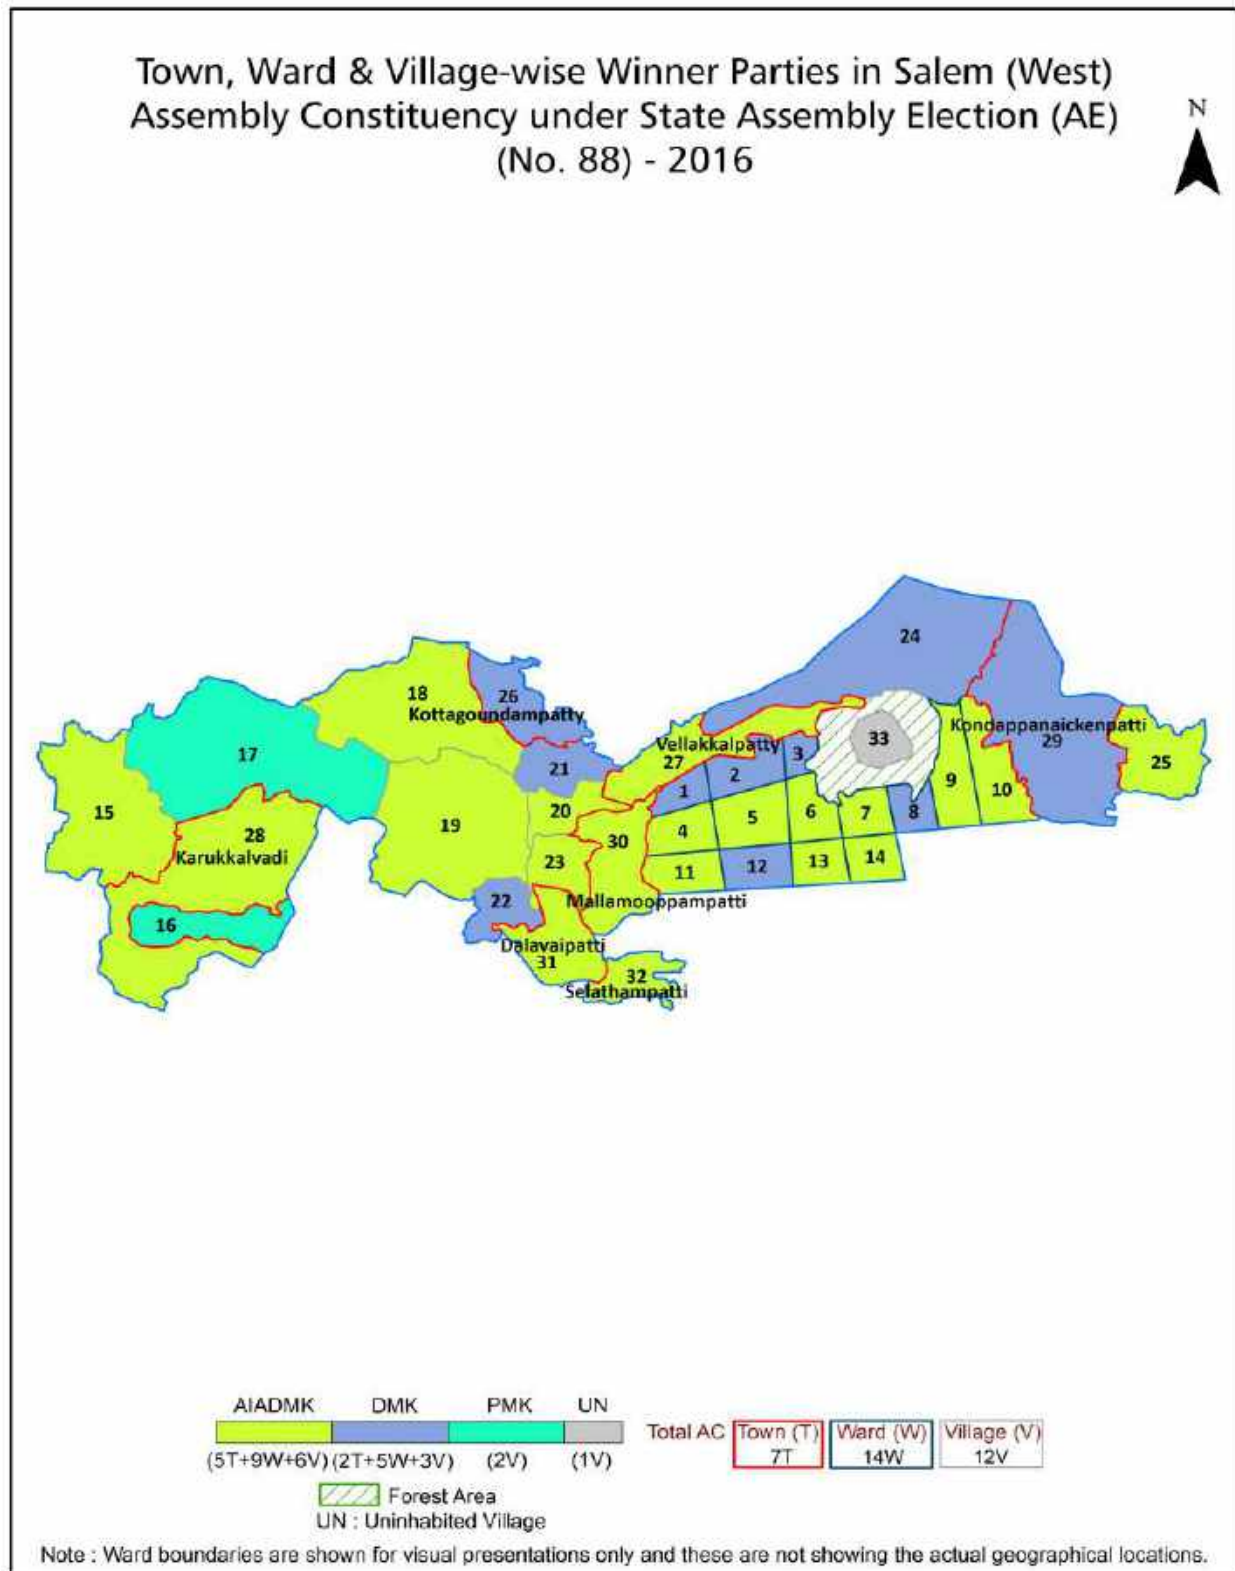 Town, Ward & Village-wise Winner Parties in Salem (West)
Assembly Constituency under State Assembly Election (AE)
(No. 88) - 2016
N
24
18
26
Kottagoundampatty
Kondappanaickenpatti
29
Vellakkalpatty
27
33
17
21
3
2
25
1
9
10
15
20
5
6
7
8
19
4
28
30
Karukkalvadi
23
11
12
13
14
22
Mallamooppampatti
16
Dalavaipatti
31
32
Selathampatti
AIADMK DMK PMK UN
(5T+9W+6V) (2T+5W+3V) (2V) (1V)
Total AC Town (T) Ward (W) Village (V)
7T 14W 12V
Forest Area
UN : Uninhabited Village
Note : Ward boundaries are shown for visual presentations only and these are not showing the actual geographical locations.